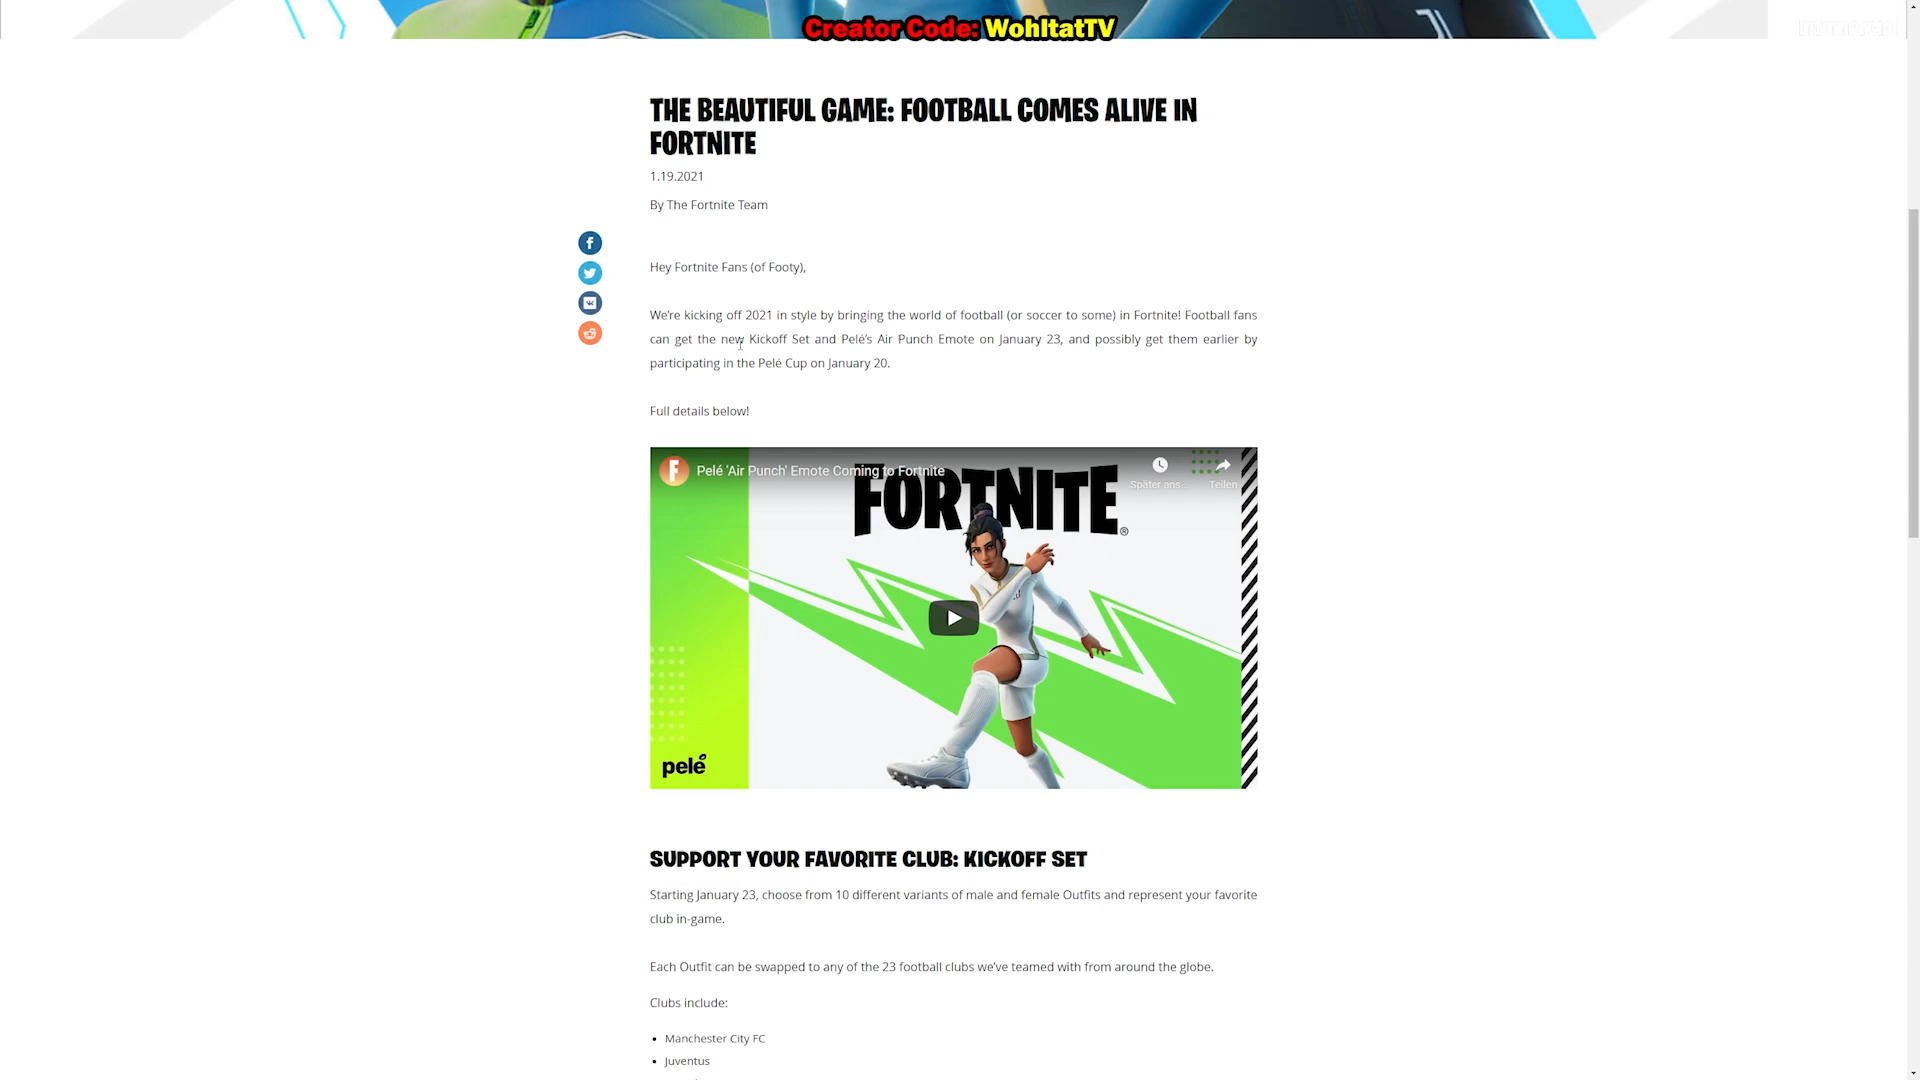 Creator Code: WohltatTV
THE BEAUTIFUL GAME: FOOTBALL COMES ALIVE IN
FORTNITE
1.19.2021
By The Fortnite Team
Hey Fortnite Fans (of Footy),
We're kicking off 2021 in style by bringing the world of football (or soccer to some) in Fortnite! Football fans
can get the new Kickoff Set and Pelé's Air Punch Emote on January 23, and possibly get them earlier by
participating in the Pelé Cup on January 20.
Full details below!
F Pelé 'Air Punch' Emote Coming to Fortnite
Später ans... Teilen
FORTNITE®
pelé
SUPPORT YOUR FAVORITE CLUB: KICKOFF SET
Starting January 23, choose from 10 different variants of male and female Outfits and represent your favorite
club in-game.
Each Outfit can be swapped to any of the 23 football clubs we've teamed with from around the globe.
Clubs include:
• Manchester City FC
• Juventus